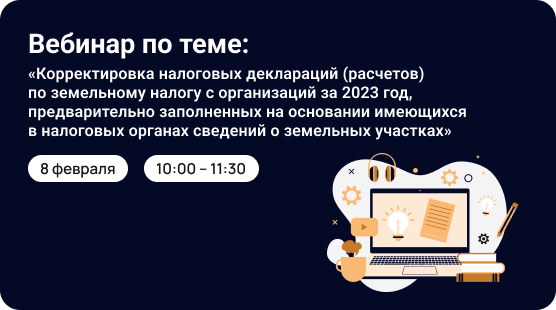 Вебинар по теме:
«Корректировка налоговых деклараций (расчетов)
по земельному налогу с организаций за 2023 год,
предварительно заполненных на основании имеющихся
в налоговых органах сведений о земельных участках»
8 февраля
10:00 – 11:30